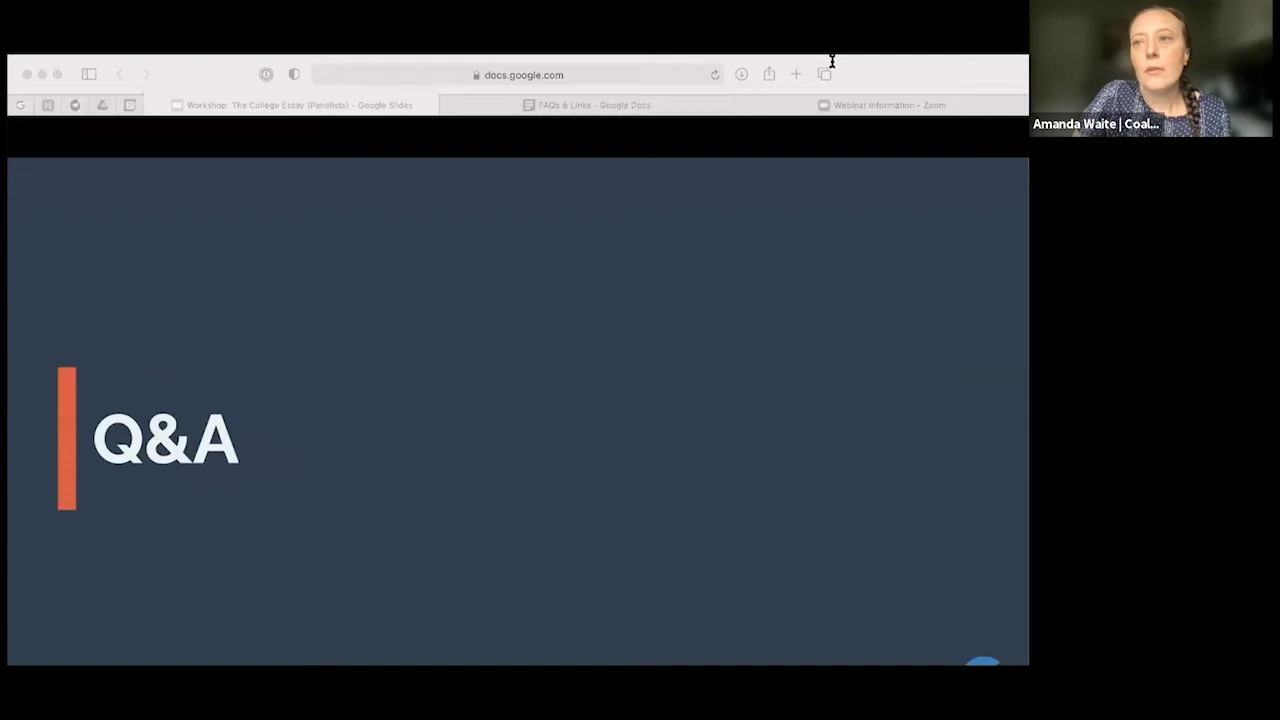 docs.google.com
Workshop. The College Essay (Panelists) - Google Slides
FAQs & Links - Google Docs
Webinar Information - Zoom
Amanda Waite | Coal...
Q&A